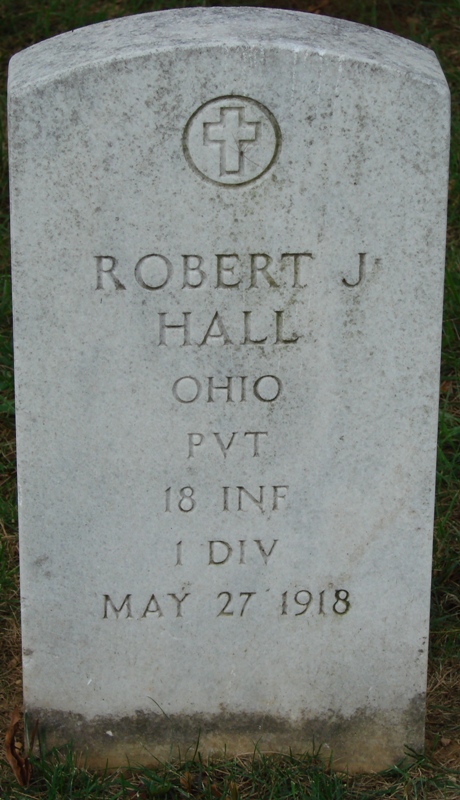 ROBERT J
HALL
OHIO
PVT
18 INF
1 DIV
MAY 27 1918